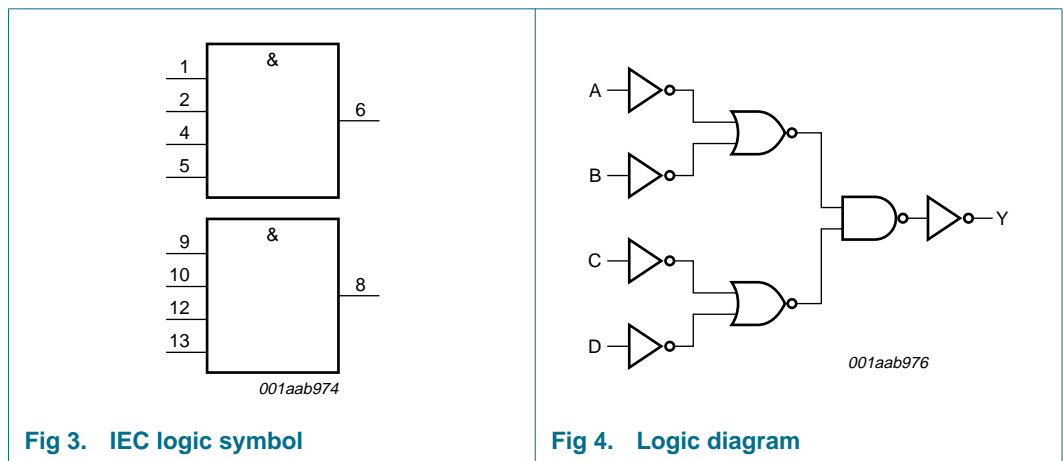 &
1
2
4
5
6
&
9
10
12
13
8
001aab974
Fig 3. IEC logic symbol
A
B
C
D
Y
001aab976
Fig 4. Logic diagram